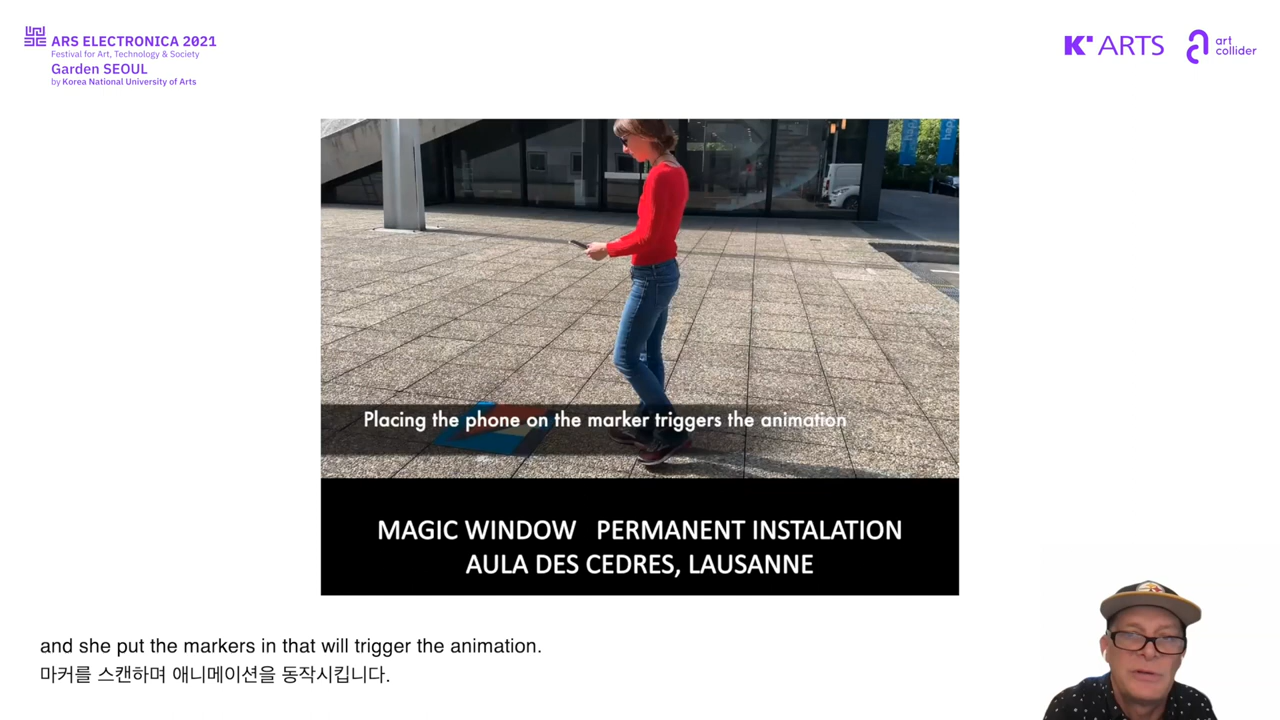 ARS ELECTRONICA 2021
Festival for Art, Technology & Society
Garden SEOUL
by Korea National University of Arts
K ARTS
art
collider
Placing the phone on the marker triggers the animation
MAGIC WINDOW PERMANENT INSTALATION
AULA DES CEDRES, LAUSANNE
and she put the markers in that will trigger the animation.
마커를 스캔하며 애니메이션을 동작시킵니다.